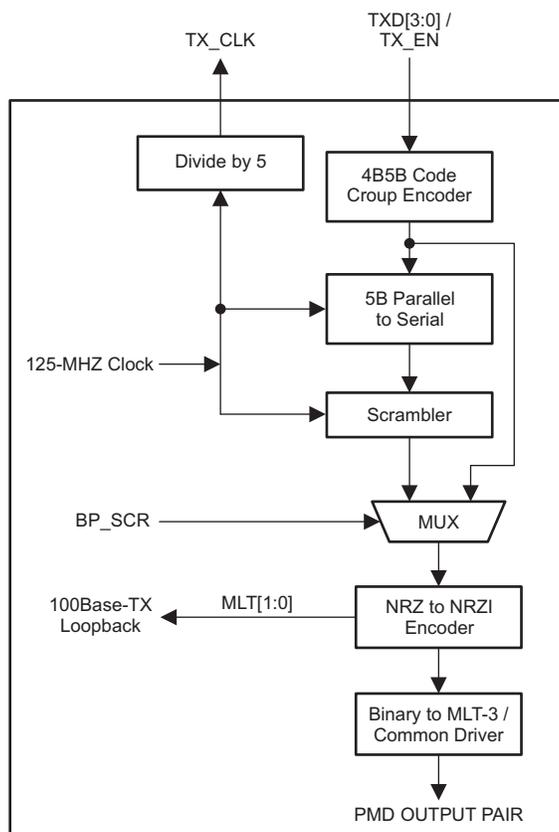 TXD[3:0] /
TX_EN
TX_CLK
Divide by 5
4B5B Code
Croup Encoder
5B Parallel
to Serial
125-MHZ Clock
Scrambler
BP_SCR
MUX
100Base-TX
Loopback
MLT[1:0]
NRZ to NRZI
Encoder
Binary to MLT-3 /
Common Driver
PMD OUTPUT PAIR